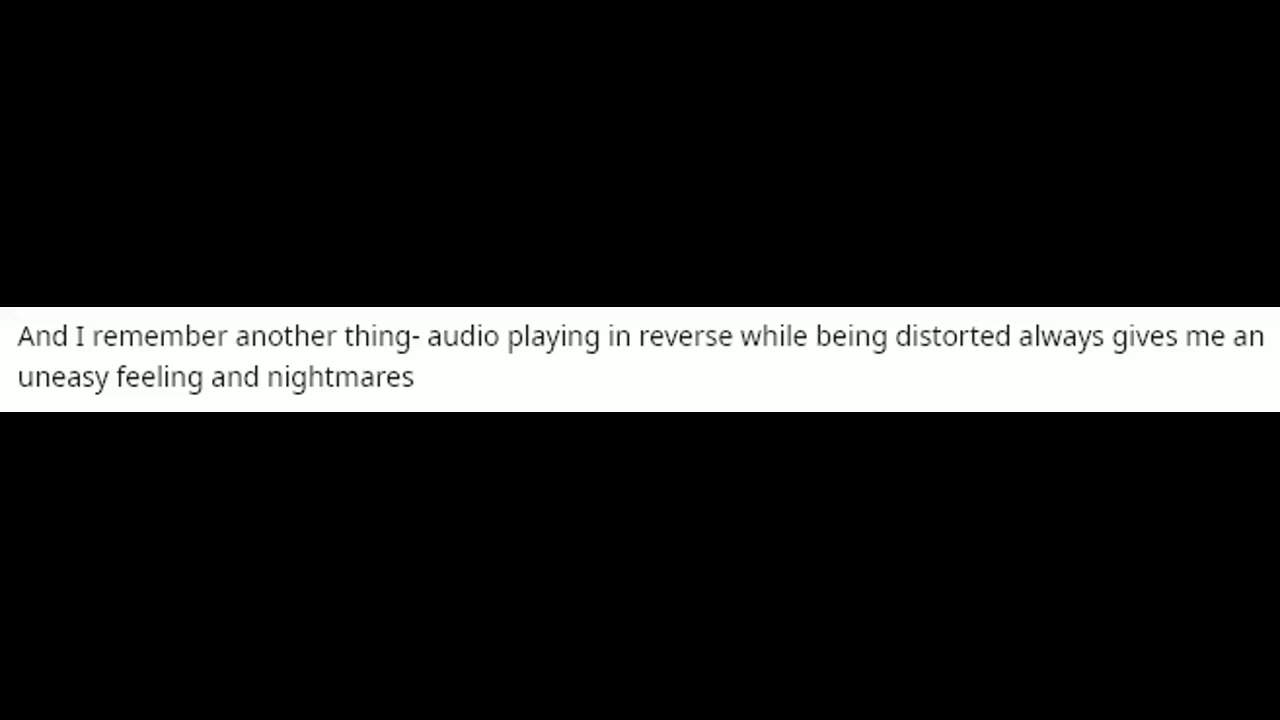 And I remember another thing- audio playing in reverse while being distorted always gives me an
uneasy feeling and nightmares